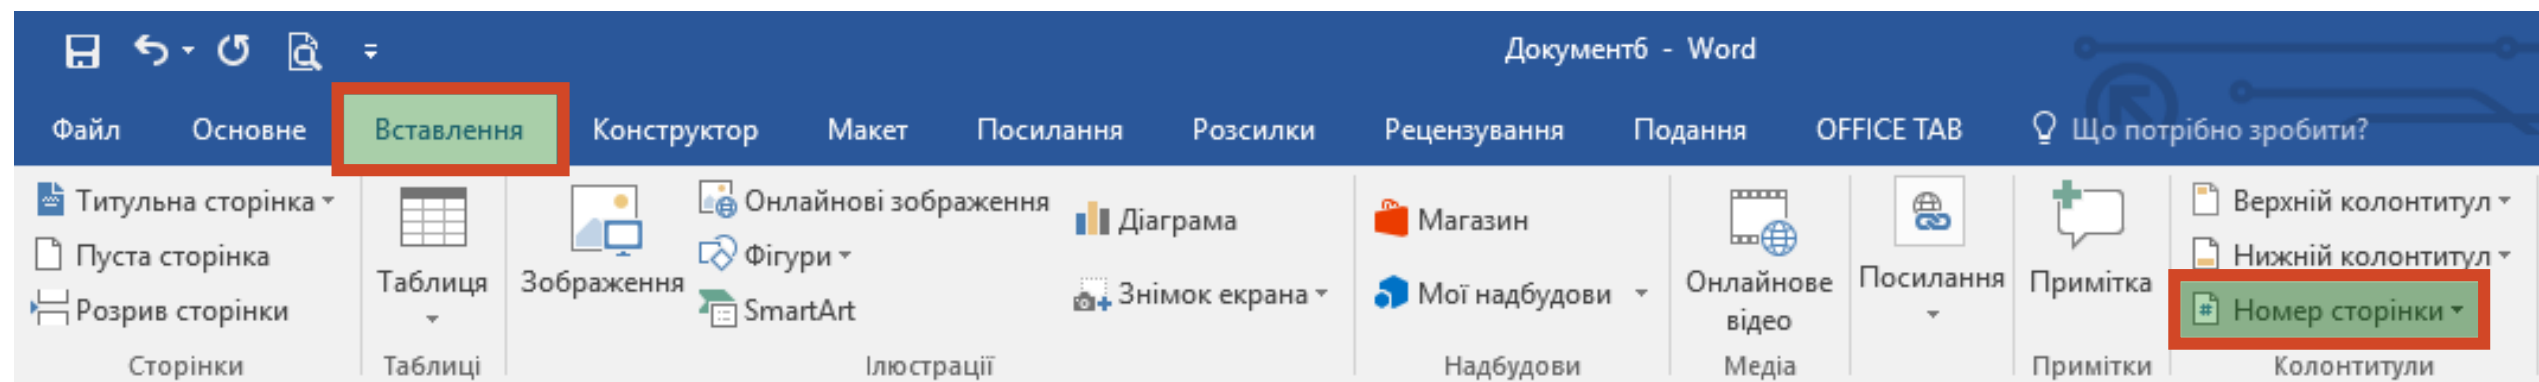 Документ6 - Word
Файл Основне Вставлення Конструктор Макет Посилання Розсилки Рецензування Подання OFFICE TAB Що потрібно зробити?
Титульна сторінка
Пуста сторінка
Розрив сторінки
Сторінки
Таблиця
Таблиці
Зображення
Онлайнові зображення
Фігури
SmartArt
Діаграма
Знімок екрана
Ілюстрації
Магазин
Мої надбудови
Надбудови
Онлайнове
відео
Медіа
Посилання
Примітка
Примітки
Верхній колонтитул
Нижній колонтитул
# Номер сторінки
Колонтитули